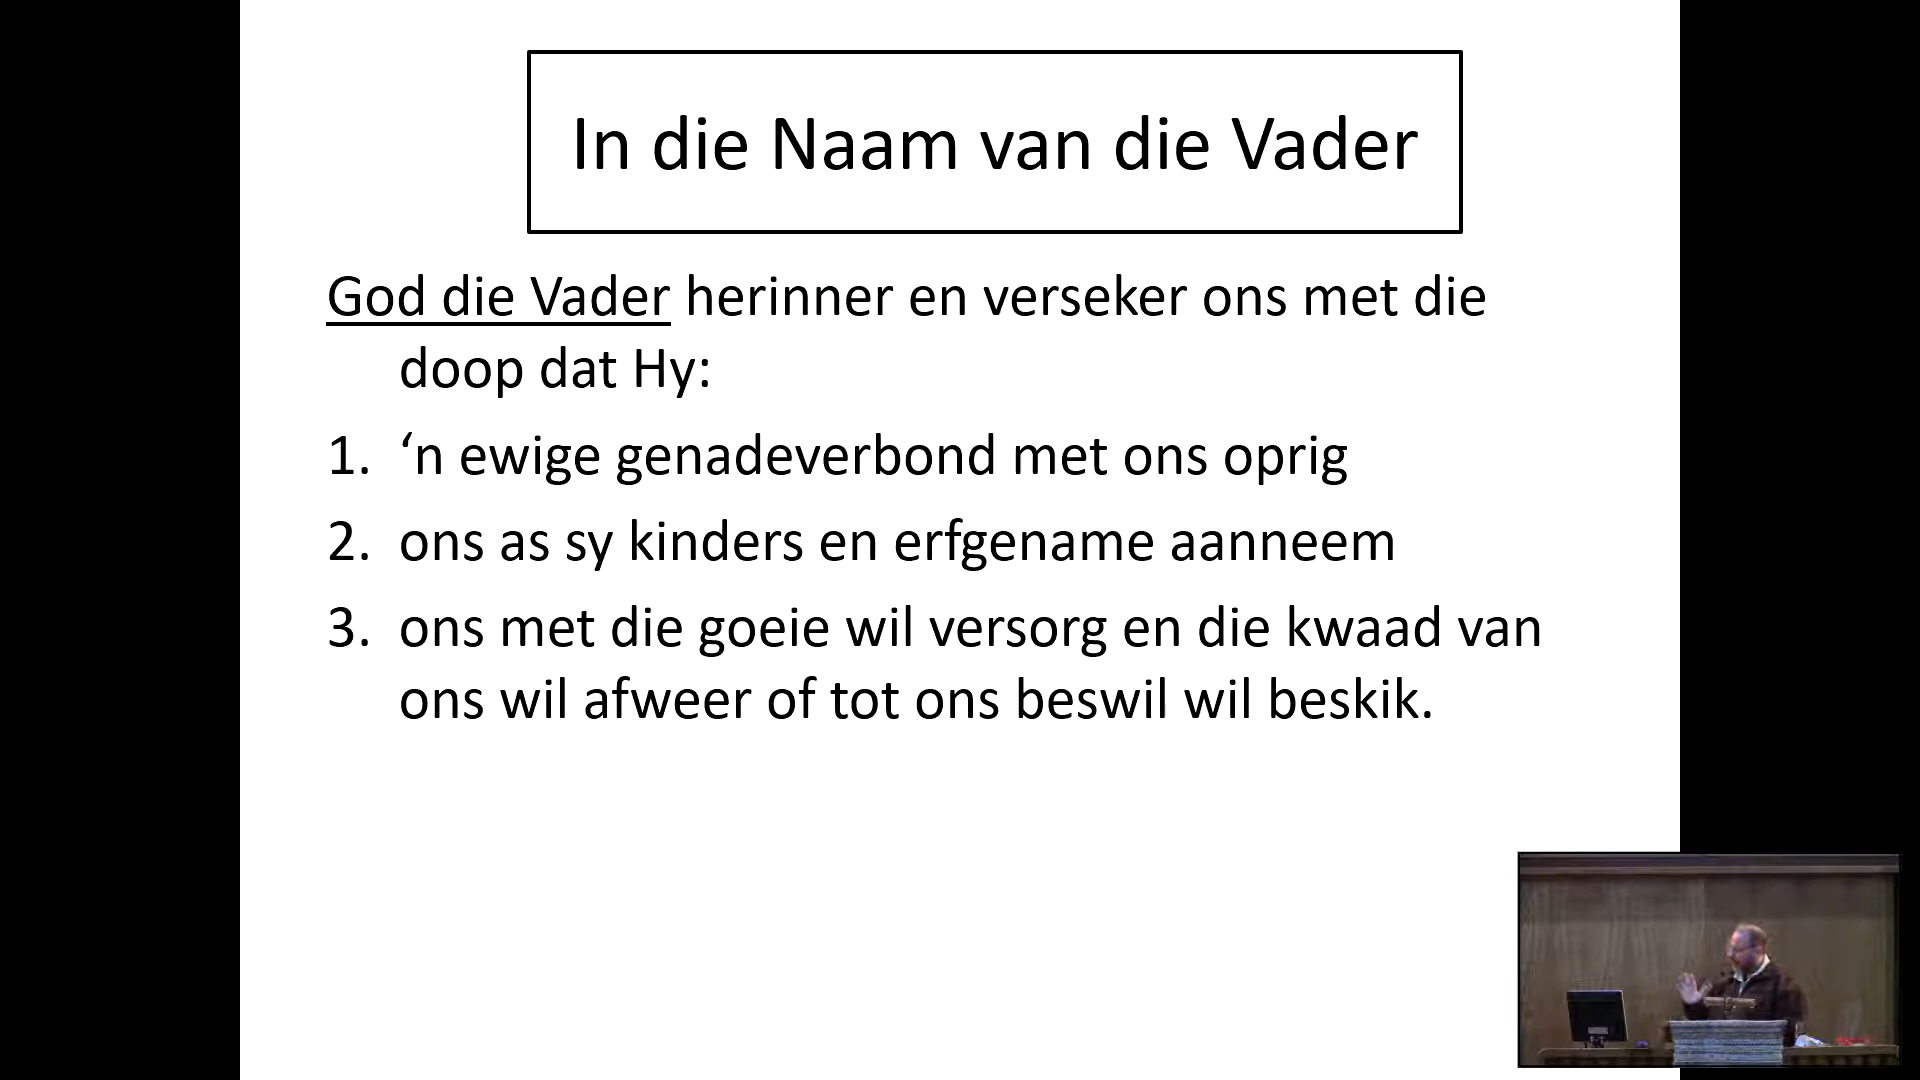 In die Naam van die Vader
God die Vader herinner en verseker ons met die
doop dat Hy:
1. ‘n ewige genadeverbond met ons oprig
2. ons as sy kinders en erfgename aanneem
3. ons met die goeie wil versorg en die kwaad van
ons wil afweer of tot ons beswil wil beskik.